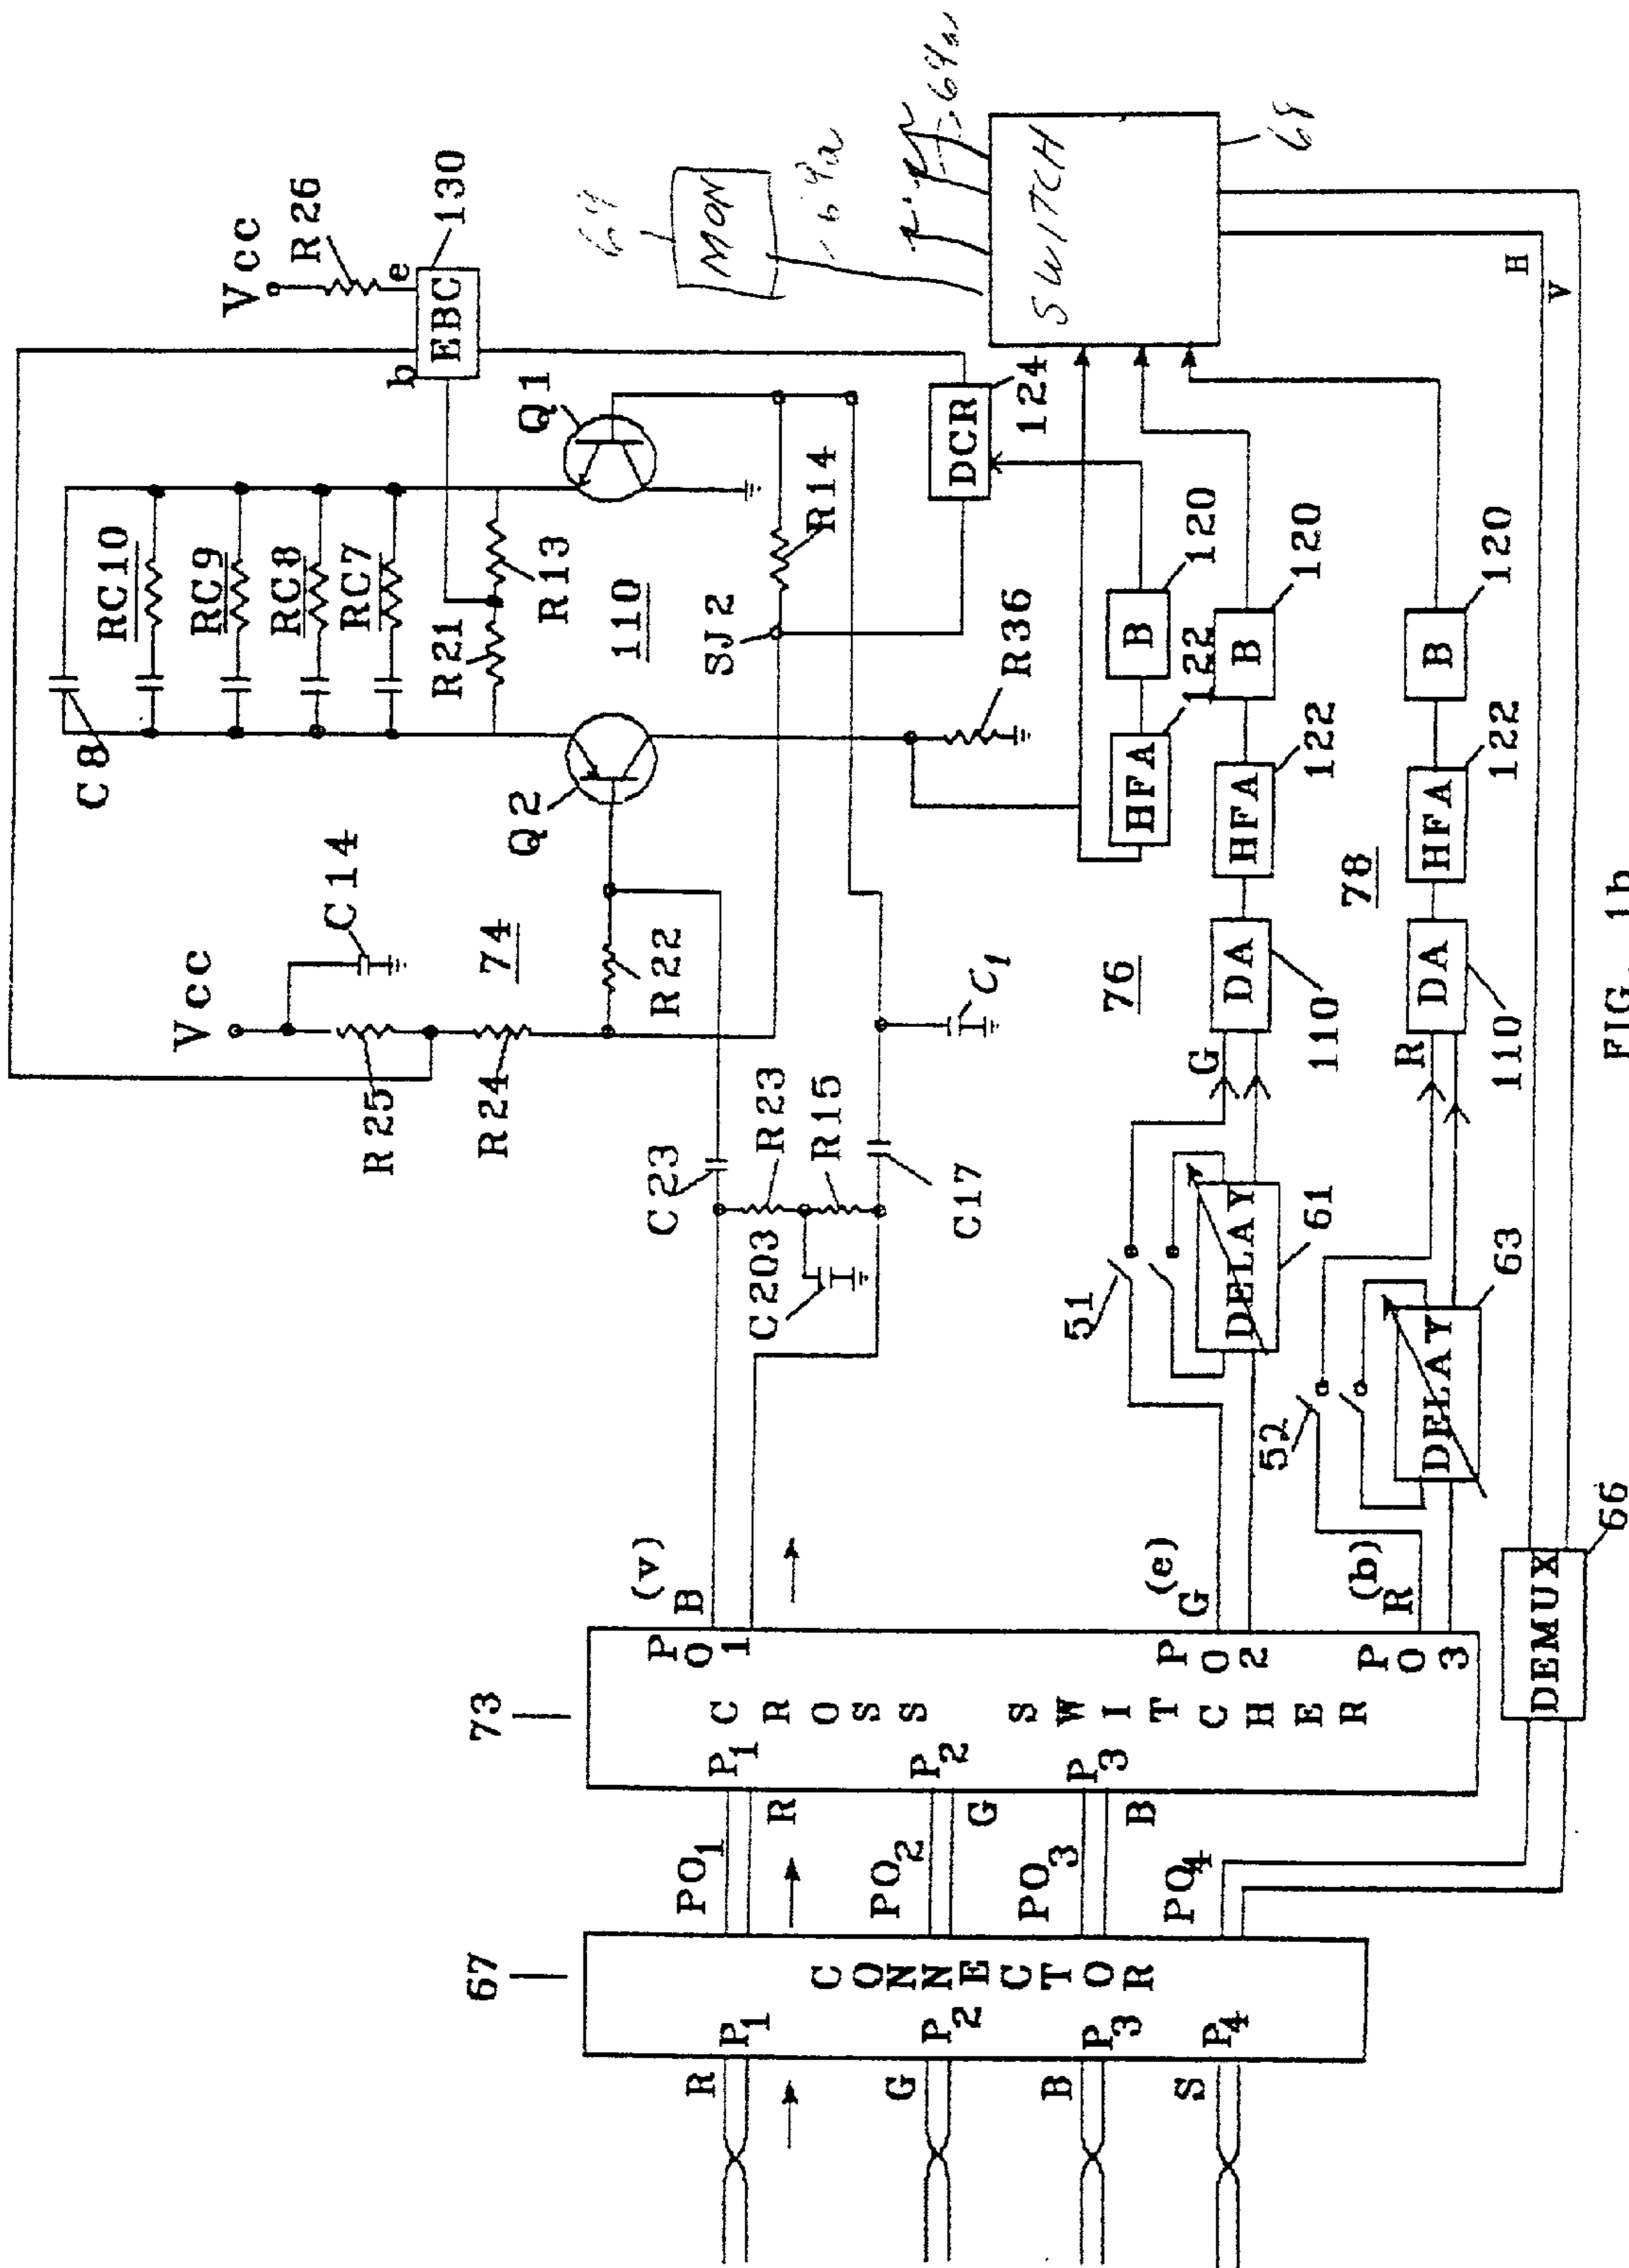 Vcc
R26
e
130
b
EBC
RC10
RC9
RC8
RC7
C8
R21
R13
Q1
Q2
110
SJ2
R14
DCR
124
R36
MON
SWITCH
Vcc
C14
R25
R24
74
R22
C23
R23
R15
C203
C17
C1
HFA
122
B
120
76
G
DA
110
HFA
122
B
120
78
R
DA
110
HFA
122
B
120
51
DELAY
61
52
DELAY
63
H
V
67
CONNECTOR
R
P1
G
P2
B
P3
S
P4
PO1
R
PO2
G
PO3
B
PO4
73
CROSS SWITCHER
P1
P2
P3
PO1
(v)
B
PO2
(e)
G
PO3
(b)
R
DEMUX
66
FIG. 1b